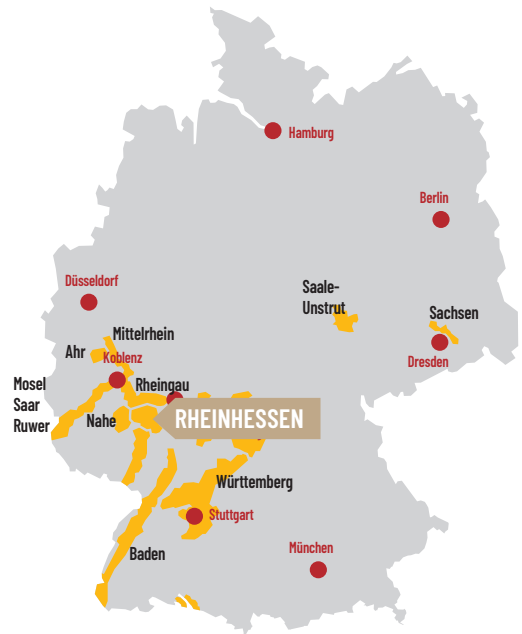 Hamburg
Berlin
Düsseldorf
Saale-
Unstrut
Sachsen
Mittelrhein
Ahr
Koblenz
Dresden
Mosel
Saar
Ruwer
Rheingau
Nahe
RHEINHESSEN
Württemberg
Stuttgart
Baden
München